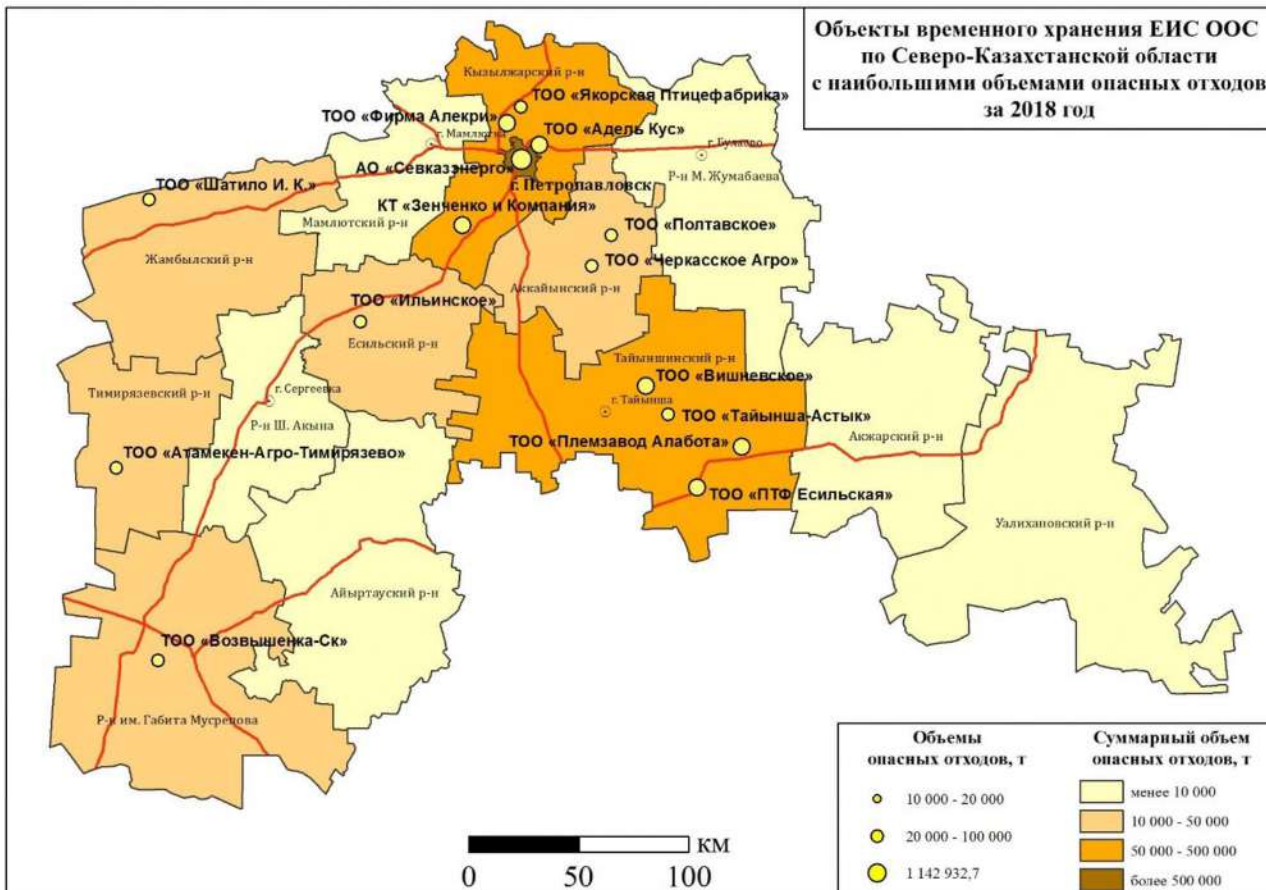 Объекты временного хранения ЕИС ООС
по Северо-Казахстанской области
с наибольшими объемами опасных отходов
за 2018 год
Кызылжарский р-н
ТОО «Якорская Птицефабрика»
ТОО «Фирма Алекри»
г. Мамлютка
ТОО «Адель Кус»
г. Булаево
АО «Севказэнерго»
Р-н М. Жумабаева
ТОО «Шатило И. К.»
г. Петропавловск
КТ «Зенченко и Компания»
Мамлютский р-н
ТОО «Полтавское»
Жамбылский р-н
ТОО «Черкасское Агро»
Аккайынский р-н
ТОО «Ильинское»
Есильский р-н
Тайыншинский р-н
ТОО «Вишневское»
Тимирязевский р-н
г. Сергеевка
г. Тайынша
ТОО «Тайынша-Астык»
Р-н Ш. Акына
ТОО «Племзавод Алабота»
Акжарский р-н
ТОО «Атамекен-Агро-Тимирязево»
ТОО «ПТФ Есильская»
Уалихановский р-н
Айыртауский р-н
ТОО «Возвышенка-Ск»
Р-н им. Габита Мусрепова
Объемы
опасных отходов, т
10 000 - 20 000
20 000 - 100 000
1 142 932,7
Суммарный объем
опасных отходов, т
менее 10 000
10 000 - 50 000
50 000 - 500 000
более 500 000
км
0 50 100